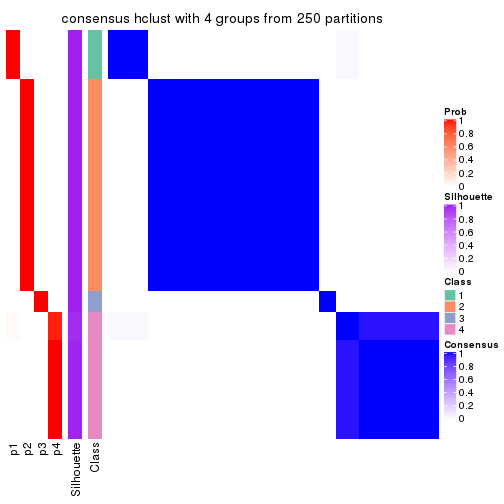 consensus hclust with 4 groups from 250 partitions
Prob
1
0.8
0.6
0.4
0.2
0
Silhouette
1
0.8
0.6
0.4
0.2
0
Class
1
2
3
4
Consensus
1
0.8
0.6
0.4
0.2
0
p1
p2
p3
p4
Silhouette
Class